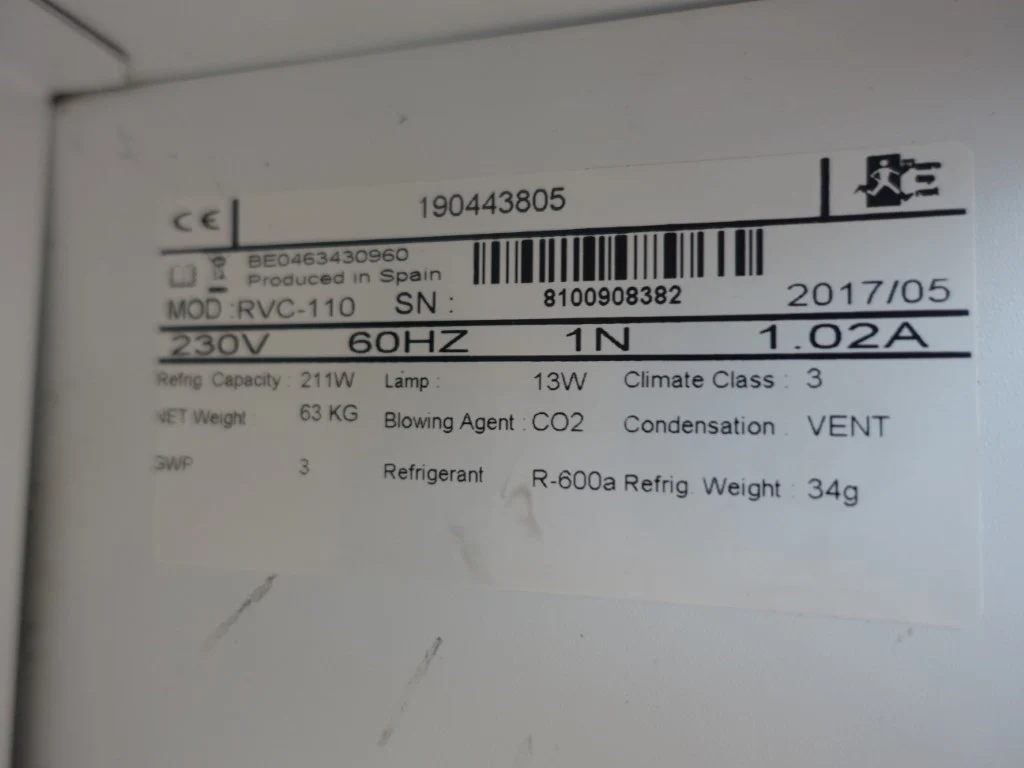 CE 190443805
BE0463430960
Produced in Spain
MOD :RVC-110 SN : 8100908382 2017/05
230V 60HZ 1N 1.02A
Refrig Capacity : 211W Lamp : 13W Climate Class : 3
NET Weight : 63 KG Blowing Agent : CO2 Condensation : VENT
GWP 3 Refrigerant R-600a Refrig. Weight : 34g